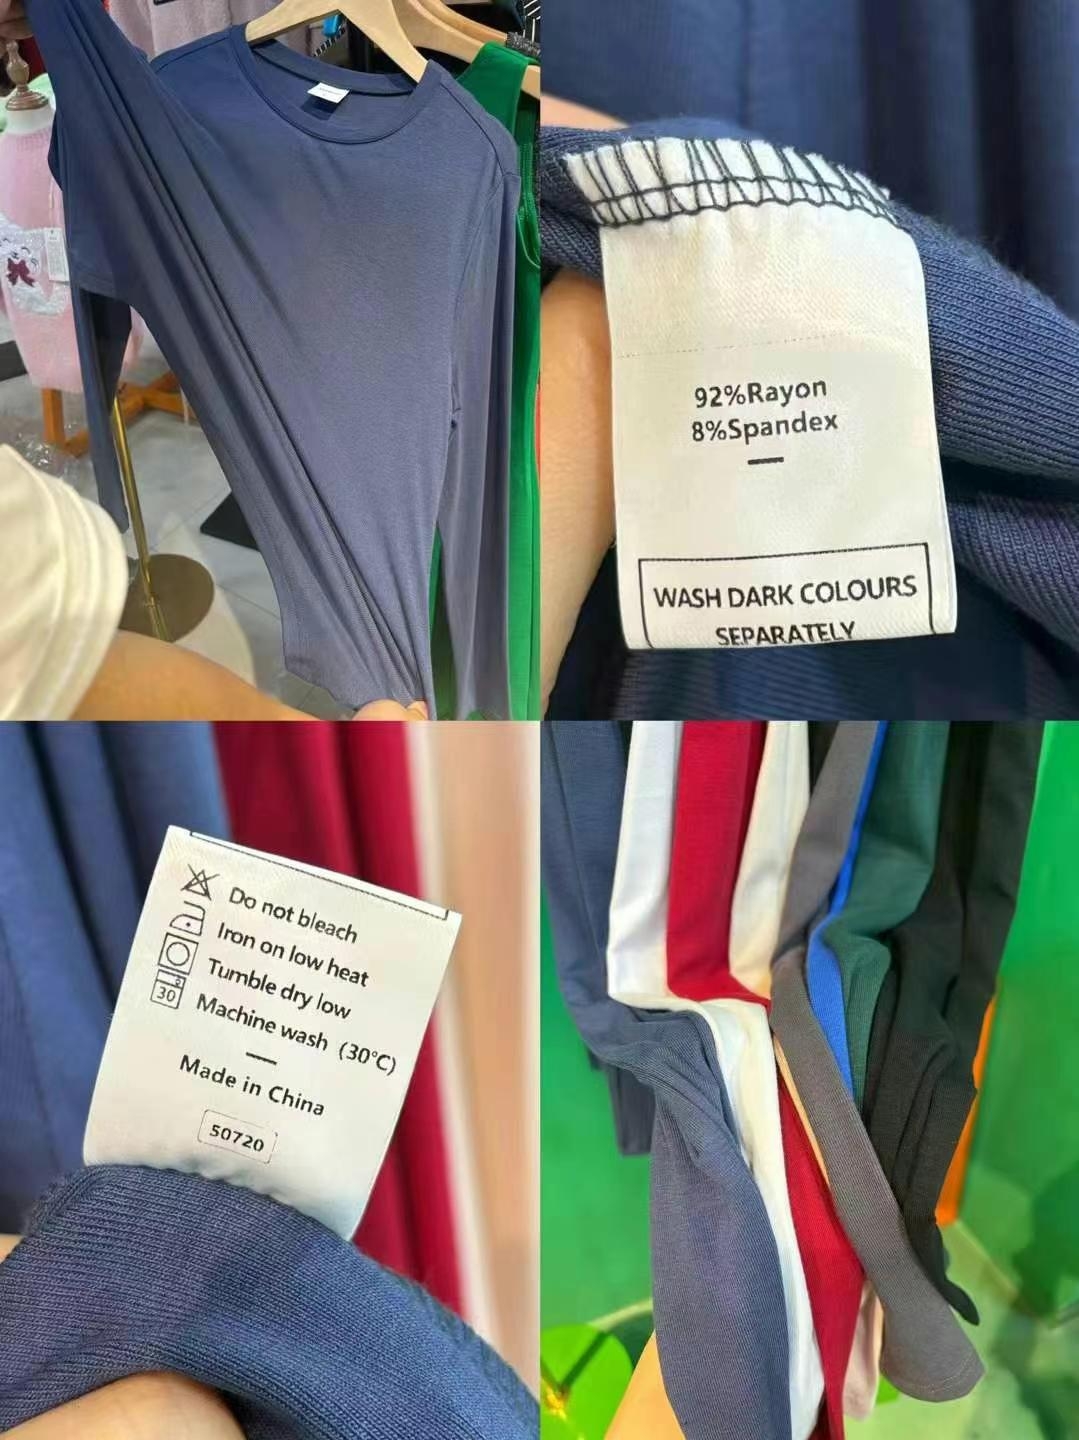 92%Rayon
8%Spandex
WASH DARK COLOURS
SEPARATELY
Do not bleach
Iron on low heat
Tumble dry low
30
Machine wash (30°C)
Made in China
50720